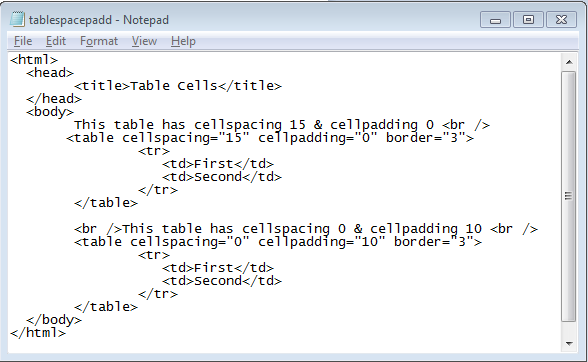 tablespacepadd - Notepad
File Edit Format View Help
<html>
<head>
<title>Table Cells</title>
</head>
<body>
This table has cellspacing 15 & cellpadding 0 <br />
<table cellspacing="15" cellpadding="0" border="3">
<tr>
<td>First</td>
<td>Second</td>
</tr>
</table>
<br />This table has cellspacing 0 & cellpadding 10 <br />
<table cellspacing="0" cellpadding="10" border="3">
<tr>
<td>First</td>
<td>Second</td>
</tr>
</table>
</body>
</html>